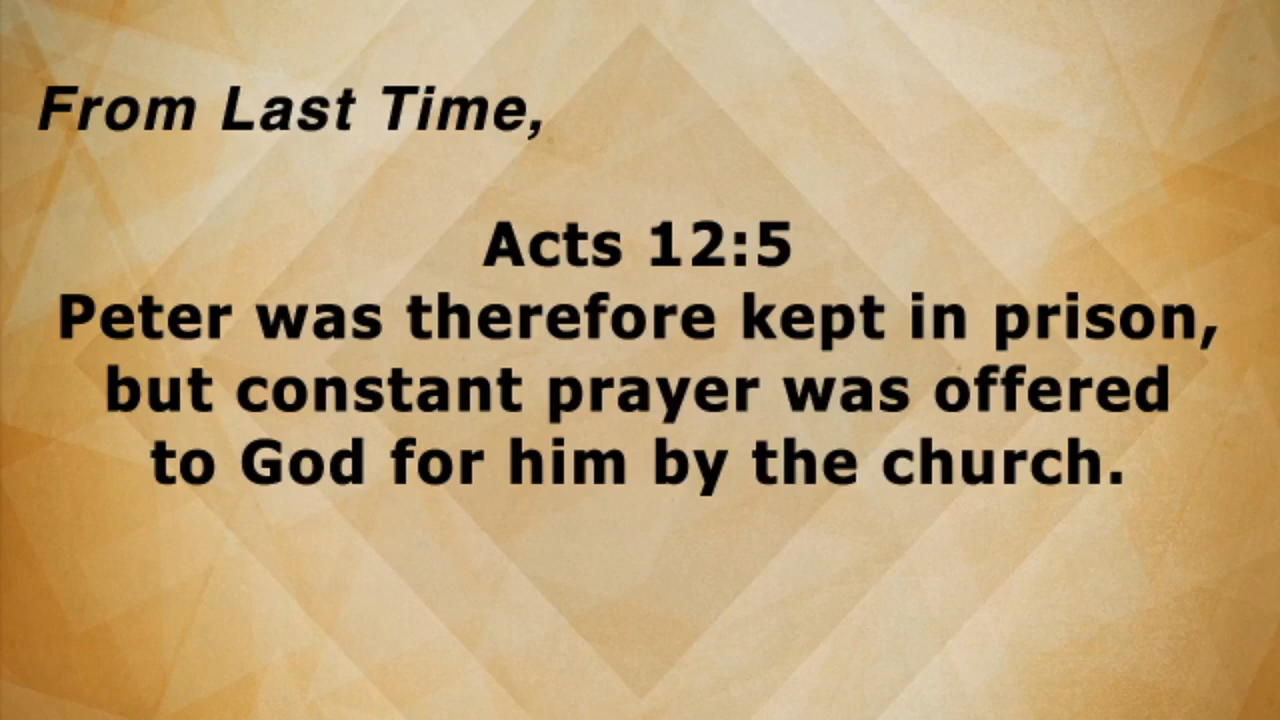 From Last Time,
Acts 12:5
Peter was therefore kept in prison,
but constant prayer was offered
to God for him by the church.